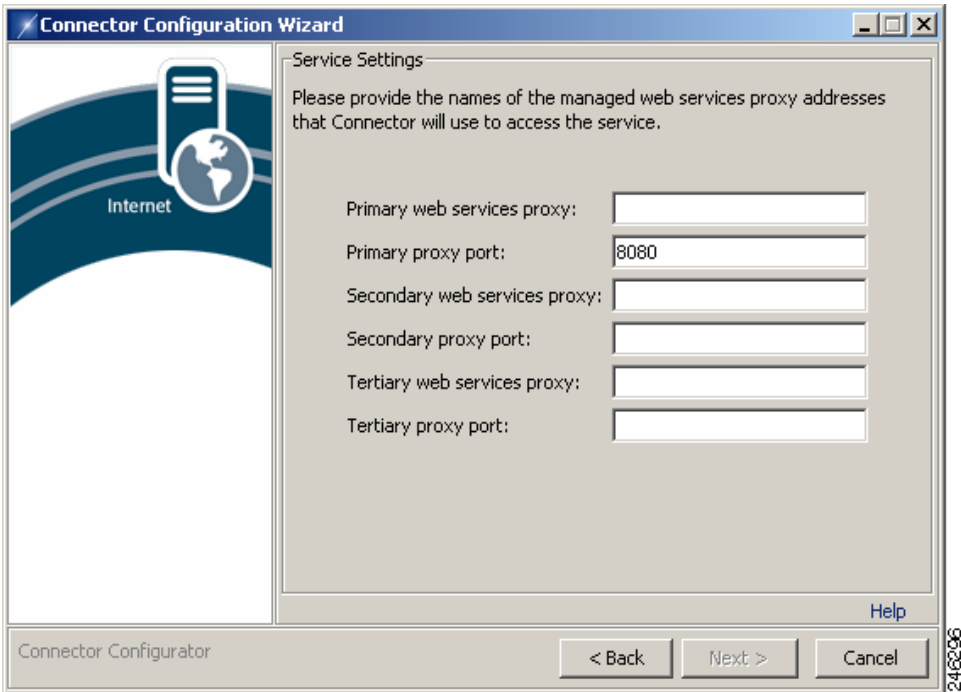 Connector Configuration Wizard
Service Settings
Please provide the names of the managed web services proxy addresses
that Connector will use to access the service.
Internet
Primary web services proxy:
Primary proxy port: 8080
Secondary web services proxy:
Secondary proxy port:
Tertiary web services proxy:
Tertiary proxy port:
Help
Connector Configurator
< Back Next > Cancel
246296